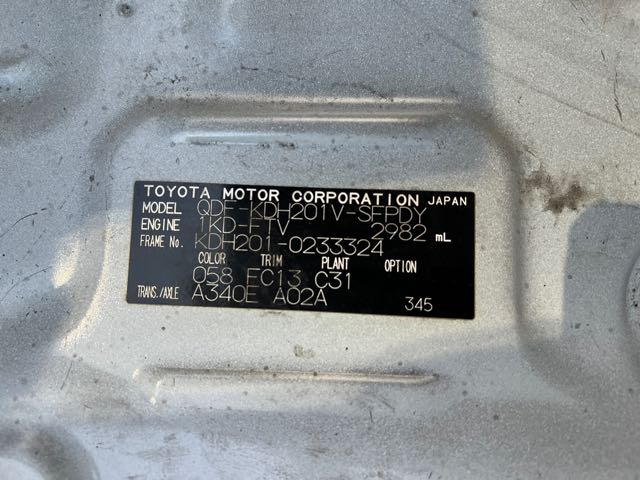 TOYOTA MOTOR CORPORATION JAPAN
MODEL QDF-KDH201V-SFPDY
ENGINE 1KD-FTV 2982 mL
FRAME No. KDH201-0233324
COLOR TRIM PLANT OPTION
058 FC13 C31
TRANS./AXLE A340E A02A 345